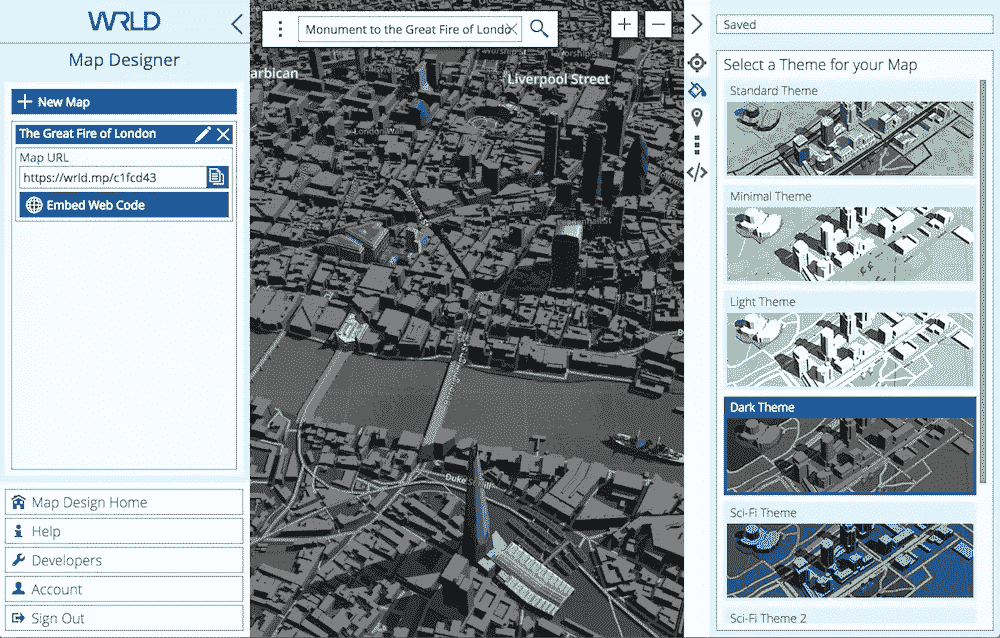 WRLD
Map Designer
New Map
The Great Fire of London
Map URL
https://wrld.mp/c1fcd43
Embed Web Code
Map Design Home
Help
Developers
Account
Sign Out
Monument to the Great Fire of Londo
arbican
Liverpool Street
London Wall
Duke St Hill
Saved
Select a Theme for your Map
Standard Theme
Minimal Theme
Light Theme
Dark Theme
Sci-Fi Theme
Sci-Fi Theme 2